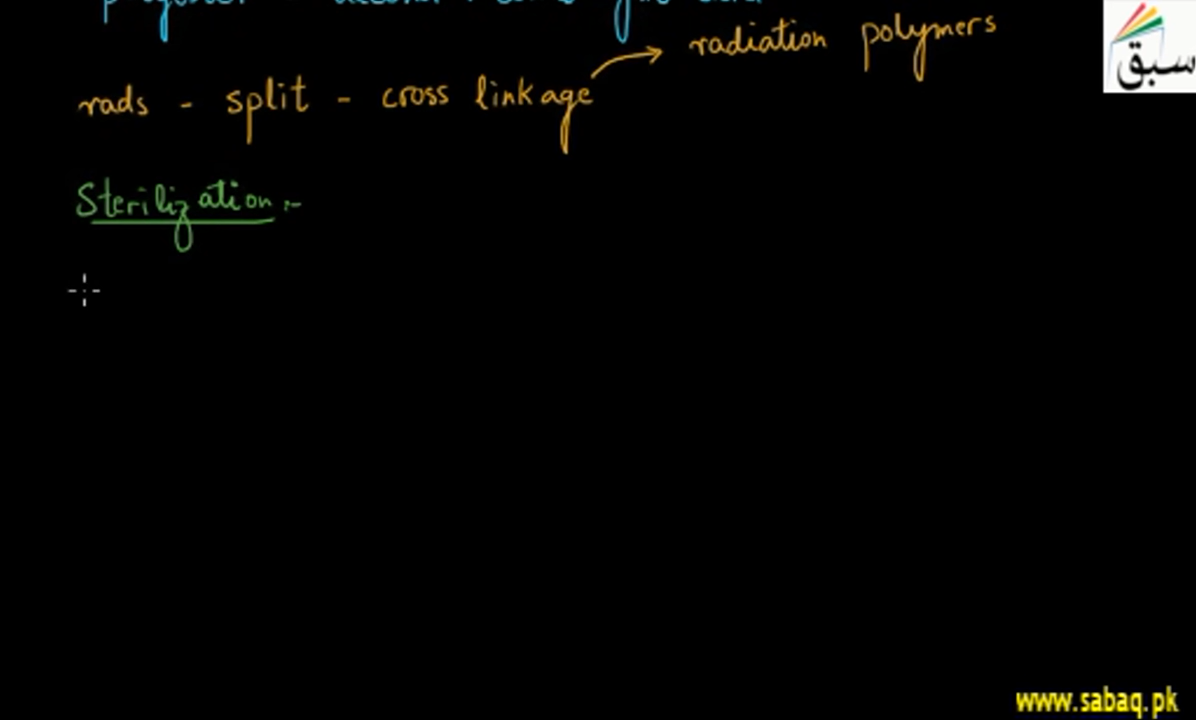 radiation polymers
rads - split - cross linkage
Sterilization :-
سبق
www.sabaq.pk